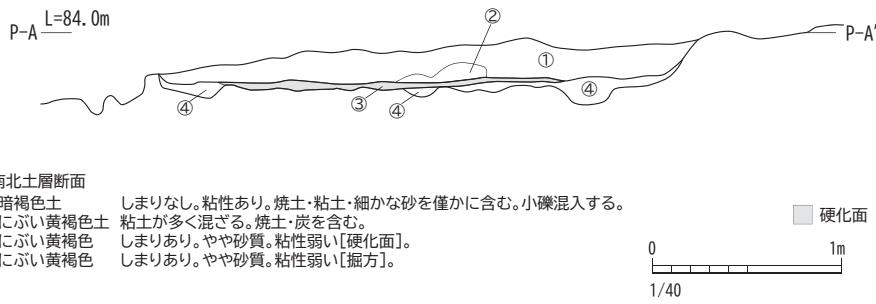 L=84.0m
P-A
P-A'
②
①
④
③
④
④
南北土層断面
暗褐色土 しまりなし。粘性あり。焼土・粘土・細かな砂を僅かに含む。小礫混入する。
にぶい黄褐色土 粘土が多く混ざる。焼土・炭を含む。
にぶい黄褐色 しまりあり。やや砂質。粘性弱い[硬化面]。
にぶい黄褐色 しまりあり。やや砂質。粘性弱い[掘方]。
硬化面
0 1m
1/40